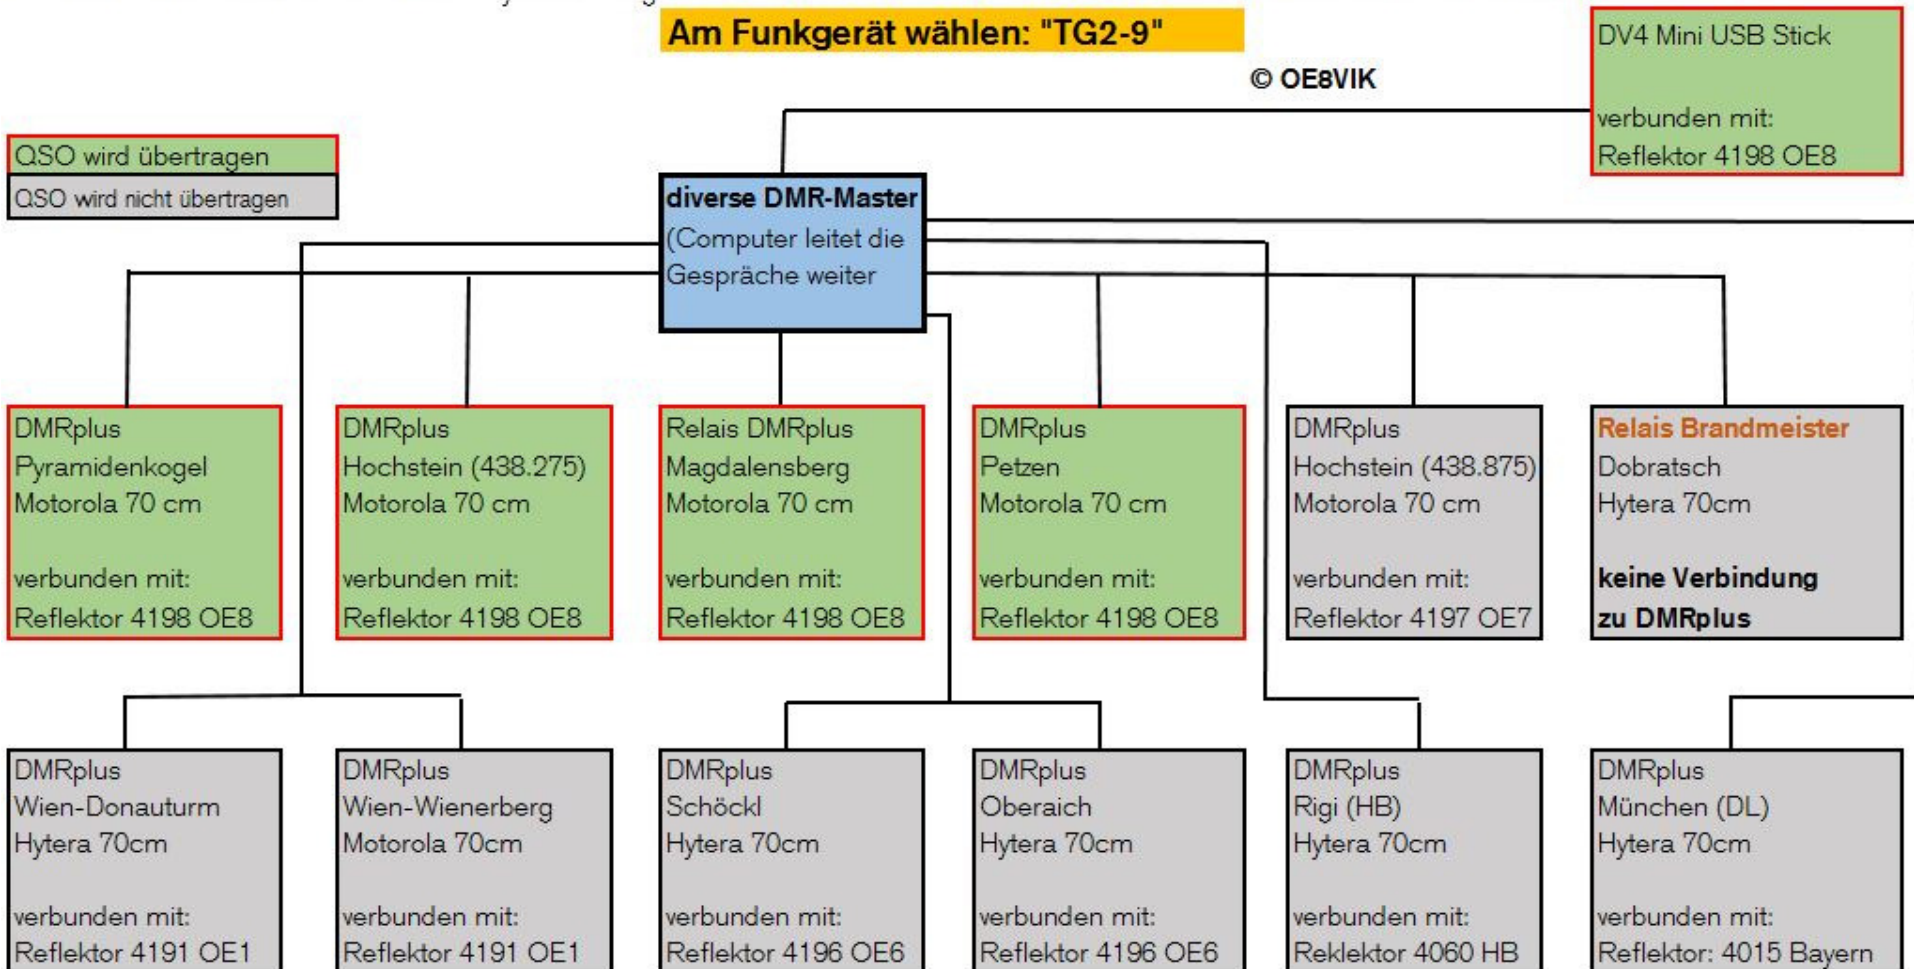 Am Funkgerät wählen: "TG2-9"
DV4 Mini USB Stick
verbunden mit:
Reflektor 4198 OE8
© OE8VIK
QSO wird übertragen
QSO wird nicht übertragen
diverse DMR-Master
(Computer leitet die
Gespräche weiter
DMRplus
Pyramidenkogel
Motorola 70 cm
verbunden mit:
Reflektor 4198 OE8
DMRplus
Hochstein (438.275)
Motorola 70 cm
verbunden mit:
Reflektor 4198 OE8
Relais DMRplus
Magdalensberg
Motorola 70 cm
verbunden mit:
Reflektor 4198 OE8
DMRplus
Petzen
Motorola 70 cm
verbunden mit:
Reflektor 4198 OE8
DMRplus
Hochstein (438.875)
Motorola 70 cm
verbunden mit:
Reflektor 4197 OE7
Relais Brandmeister
Dobratsch
Hytera 70cm
keine Verbindung
zu DMRplus
DMRplus
Wien-Donauturm
Hytera 70cm
verbunden mit:
Reflektor 4191 OE1
DMRplus
Wien-Wienerberg
Motorola 70cm
verbunden mit:
Reflektor 4191 OE1
DMRplus
Schöckl
Hytera 70cm
verbunden mit:
Reflektor 4196 OE6
DMRplus
Oberaich
Hytera 70cm
verbunden mit:
Reflektor 4196 OE6
DMRplus
Rigi (HB)
Hytera 70cm
verbunden mit:
Reklektor 4060 HB
DMRplus
München (DL)
Hytera 70cm
verbunden mit:
Reflektor: 4015 Bayern